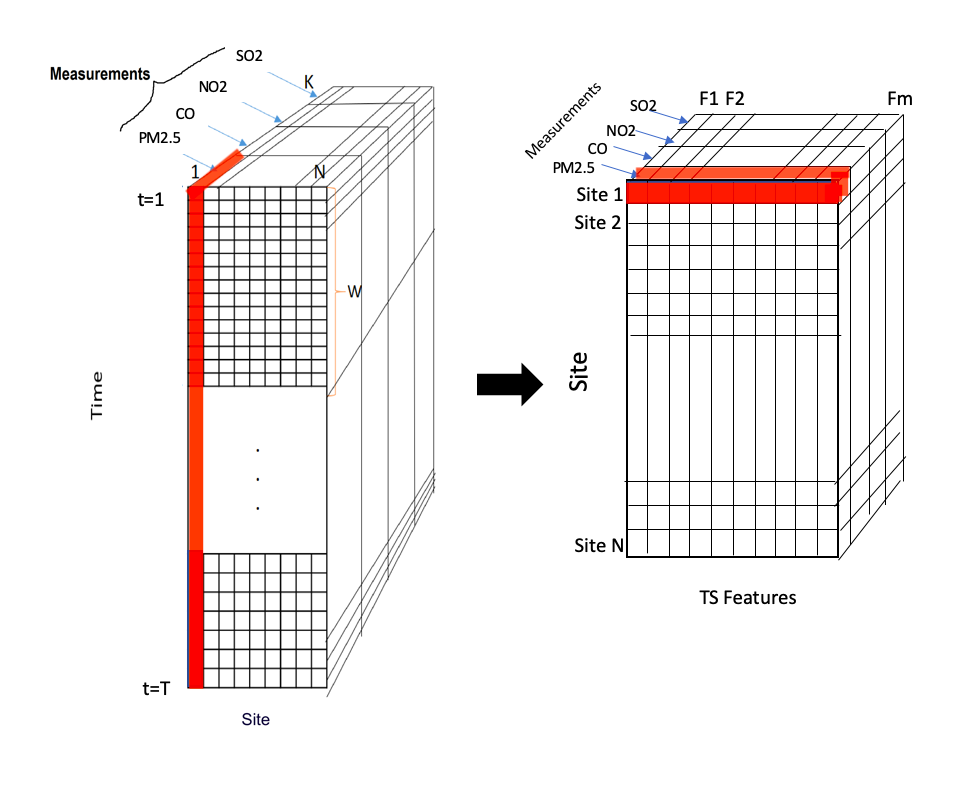 Measurements
SO2
K
NO2
CO
PM2.5
1
N
t=1
W
Time
.
.
.
t=T
Site
Measurements
F1 F2
Fm
SO2
NO2
CO
PM2.5
Site 1
Site 2
Site
Site N
TS Features